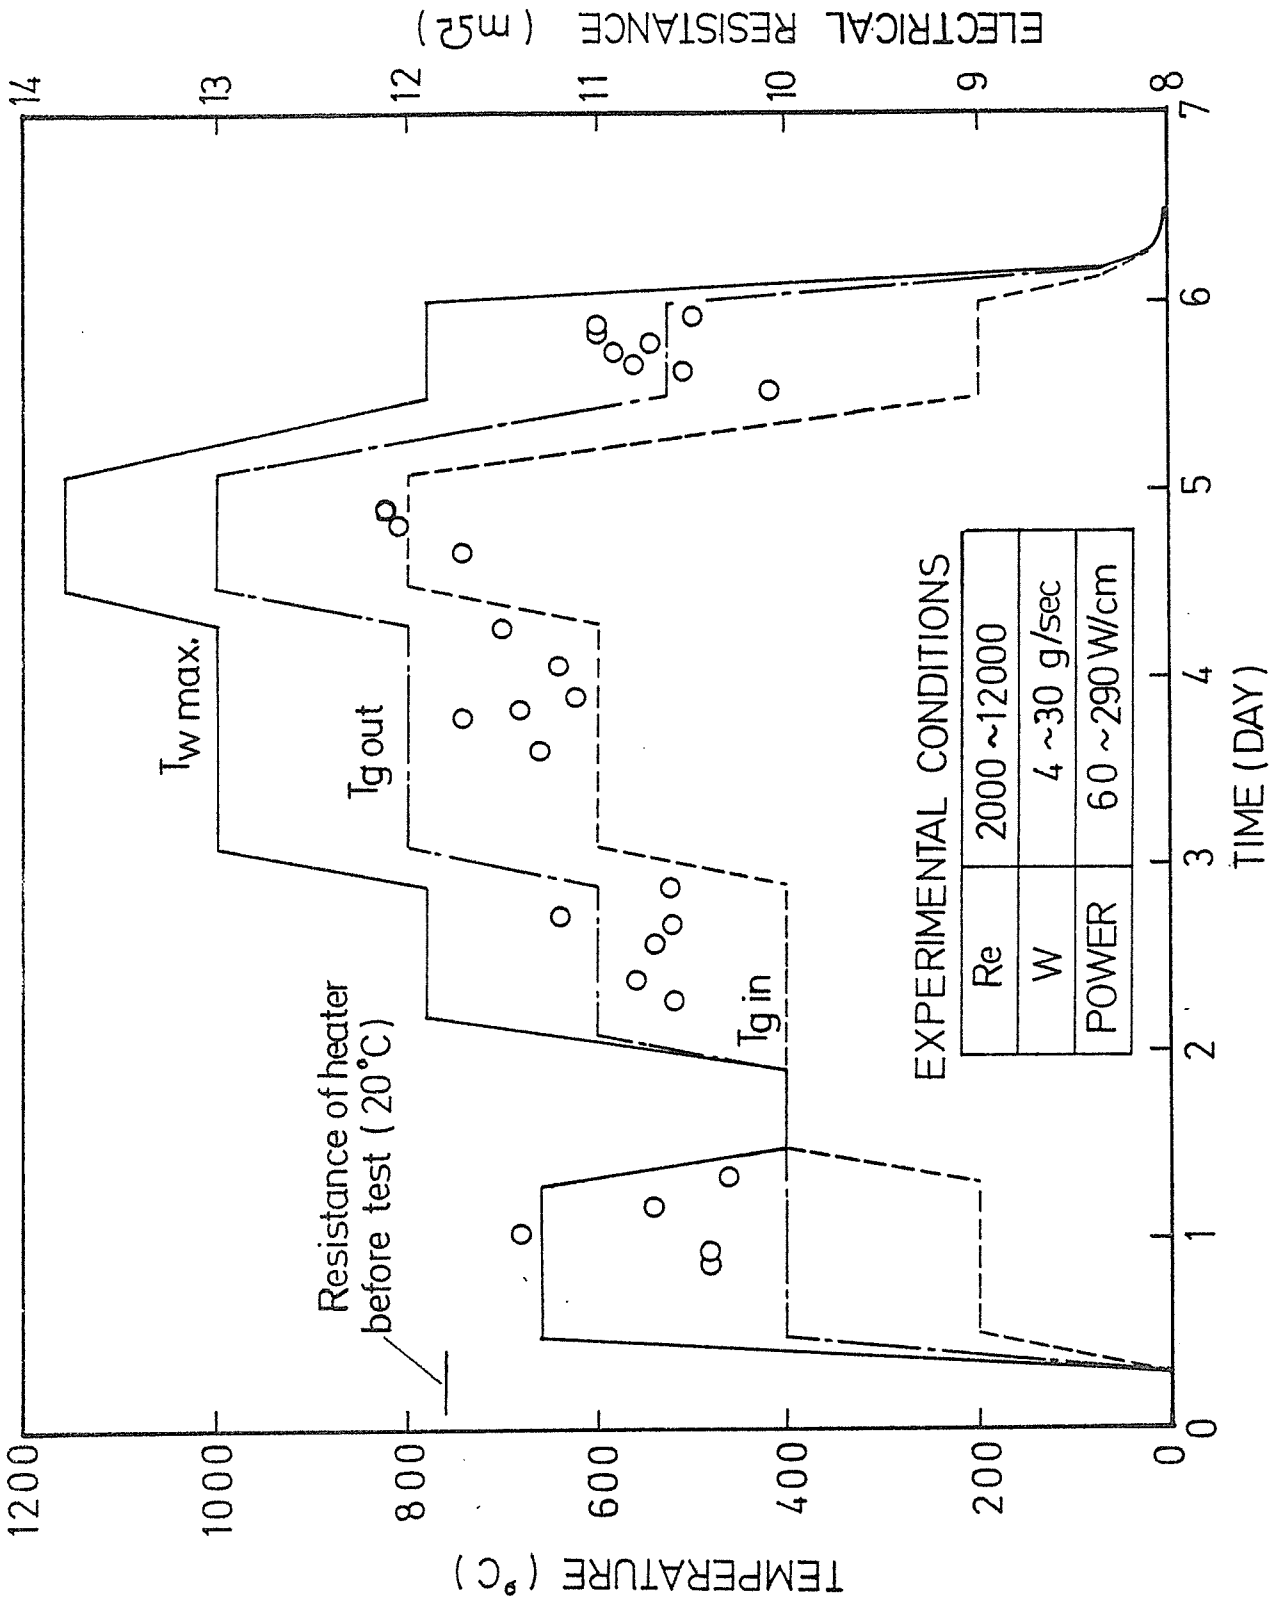 TEMPERATURE (°C)
1200
1000
800
600
400
200
0
ELECTRICAL RESISTANCE (mΩ)
14
13
12
11
10
9
8
Resistance of heater
before test (20°C)
Tw max.
Tg out
Tg in
EXPERIMENTAL CONDITIONS
Re 2000 ~12000
W 4 ~30 g/sec
POWER 60 ~290 W/cm
0 1 2 3 4 5 6 7
TIME (DAY)